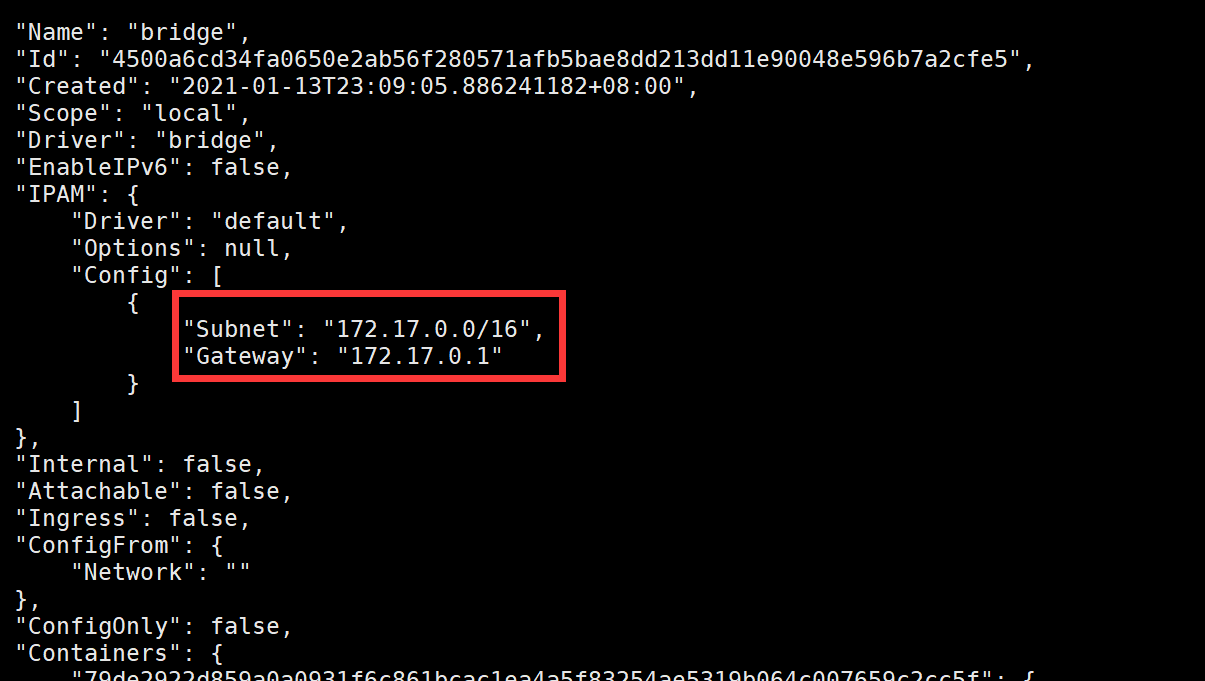 "Name": "bridge",
"Id": "4500a6cd34fa0650e2ab56f280571afb5bae8dd213dd11e90048e596b7a2cfe5",
"Created": "2021-01-13T23:09:05.886241182+08:00",
"Scope": "local",
"Driver": "bridge",
"EnableIPv6": false,
"IPAM": {
    "Driver": "default",
    "Options": null,
    "Config": [
        {
            "Subnet": "172.17.0.0/16",
            "Gateway": "172.17.0.1"
        }
    ]
},
"Internal": false,
"Attachable": false,
"Ingress": false,
"ConfigFrom": {
    "Network": ""
},
"ConfigOnly": false,
"Containers": {
    "79de2922d859a0a0931f6c861bcac1ea4a5f83254ae5319b064c007659c2cc5f": {